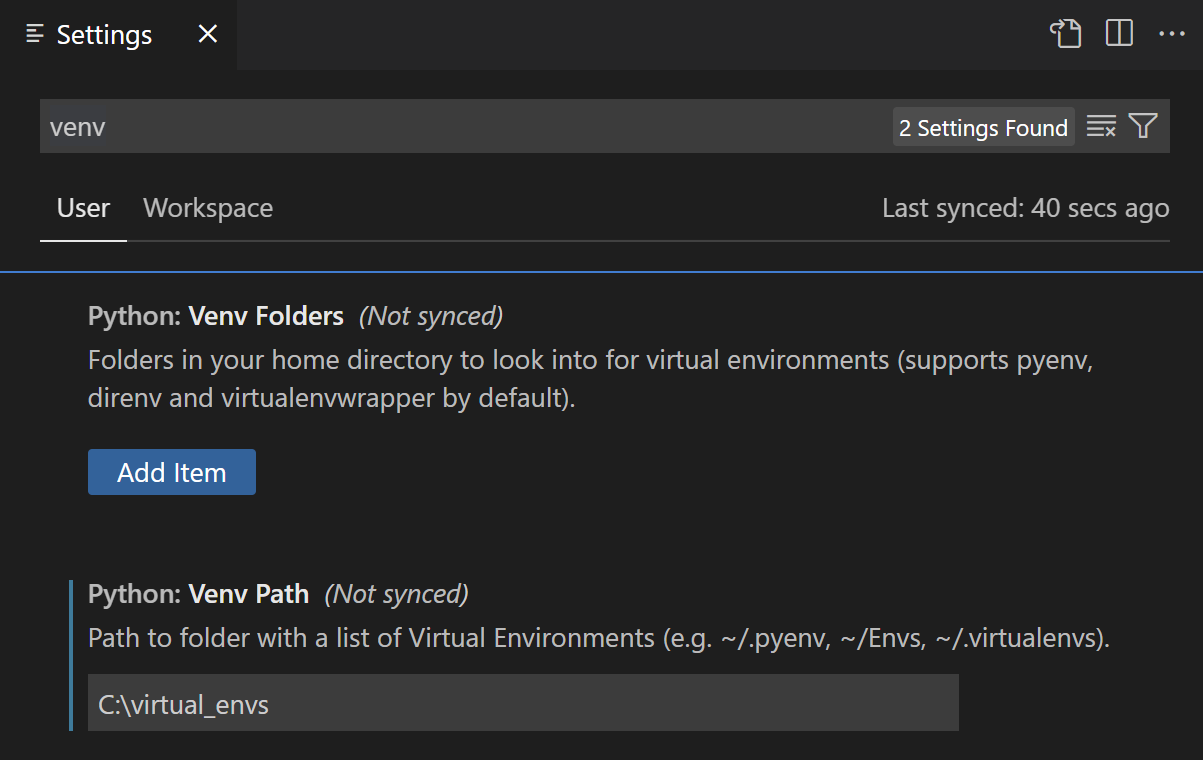 Settings
venv
2 Settings Found
User Workspace Last synced: 40 secs ago
Python: Venv Folders (Not synced)
Folders in your home directory to look into for virtual environments (supports pyenv,
direnv and virtualenvwrapper by default).
Add Item
Python: Venv Path (Not synced)
Path to folder with a list of Virtual Environments (e.g. ~/.pyenv, ~/Envs, ~/.virtualenvs).
C:\virtual_envs